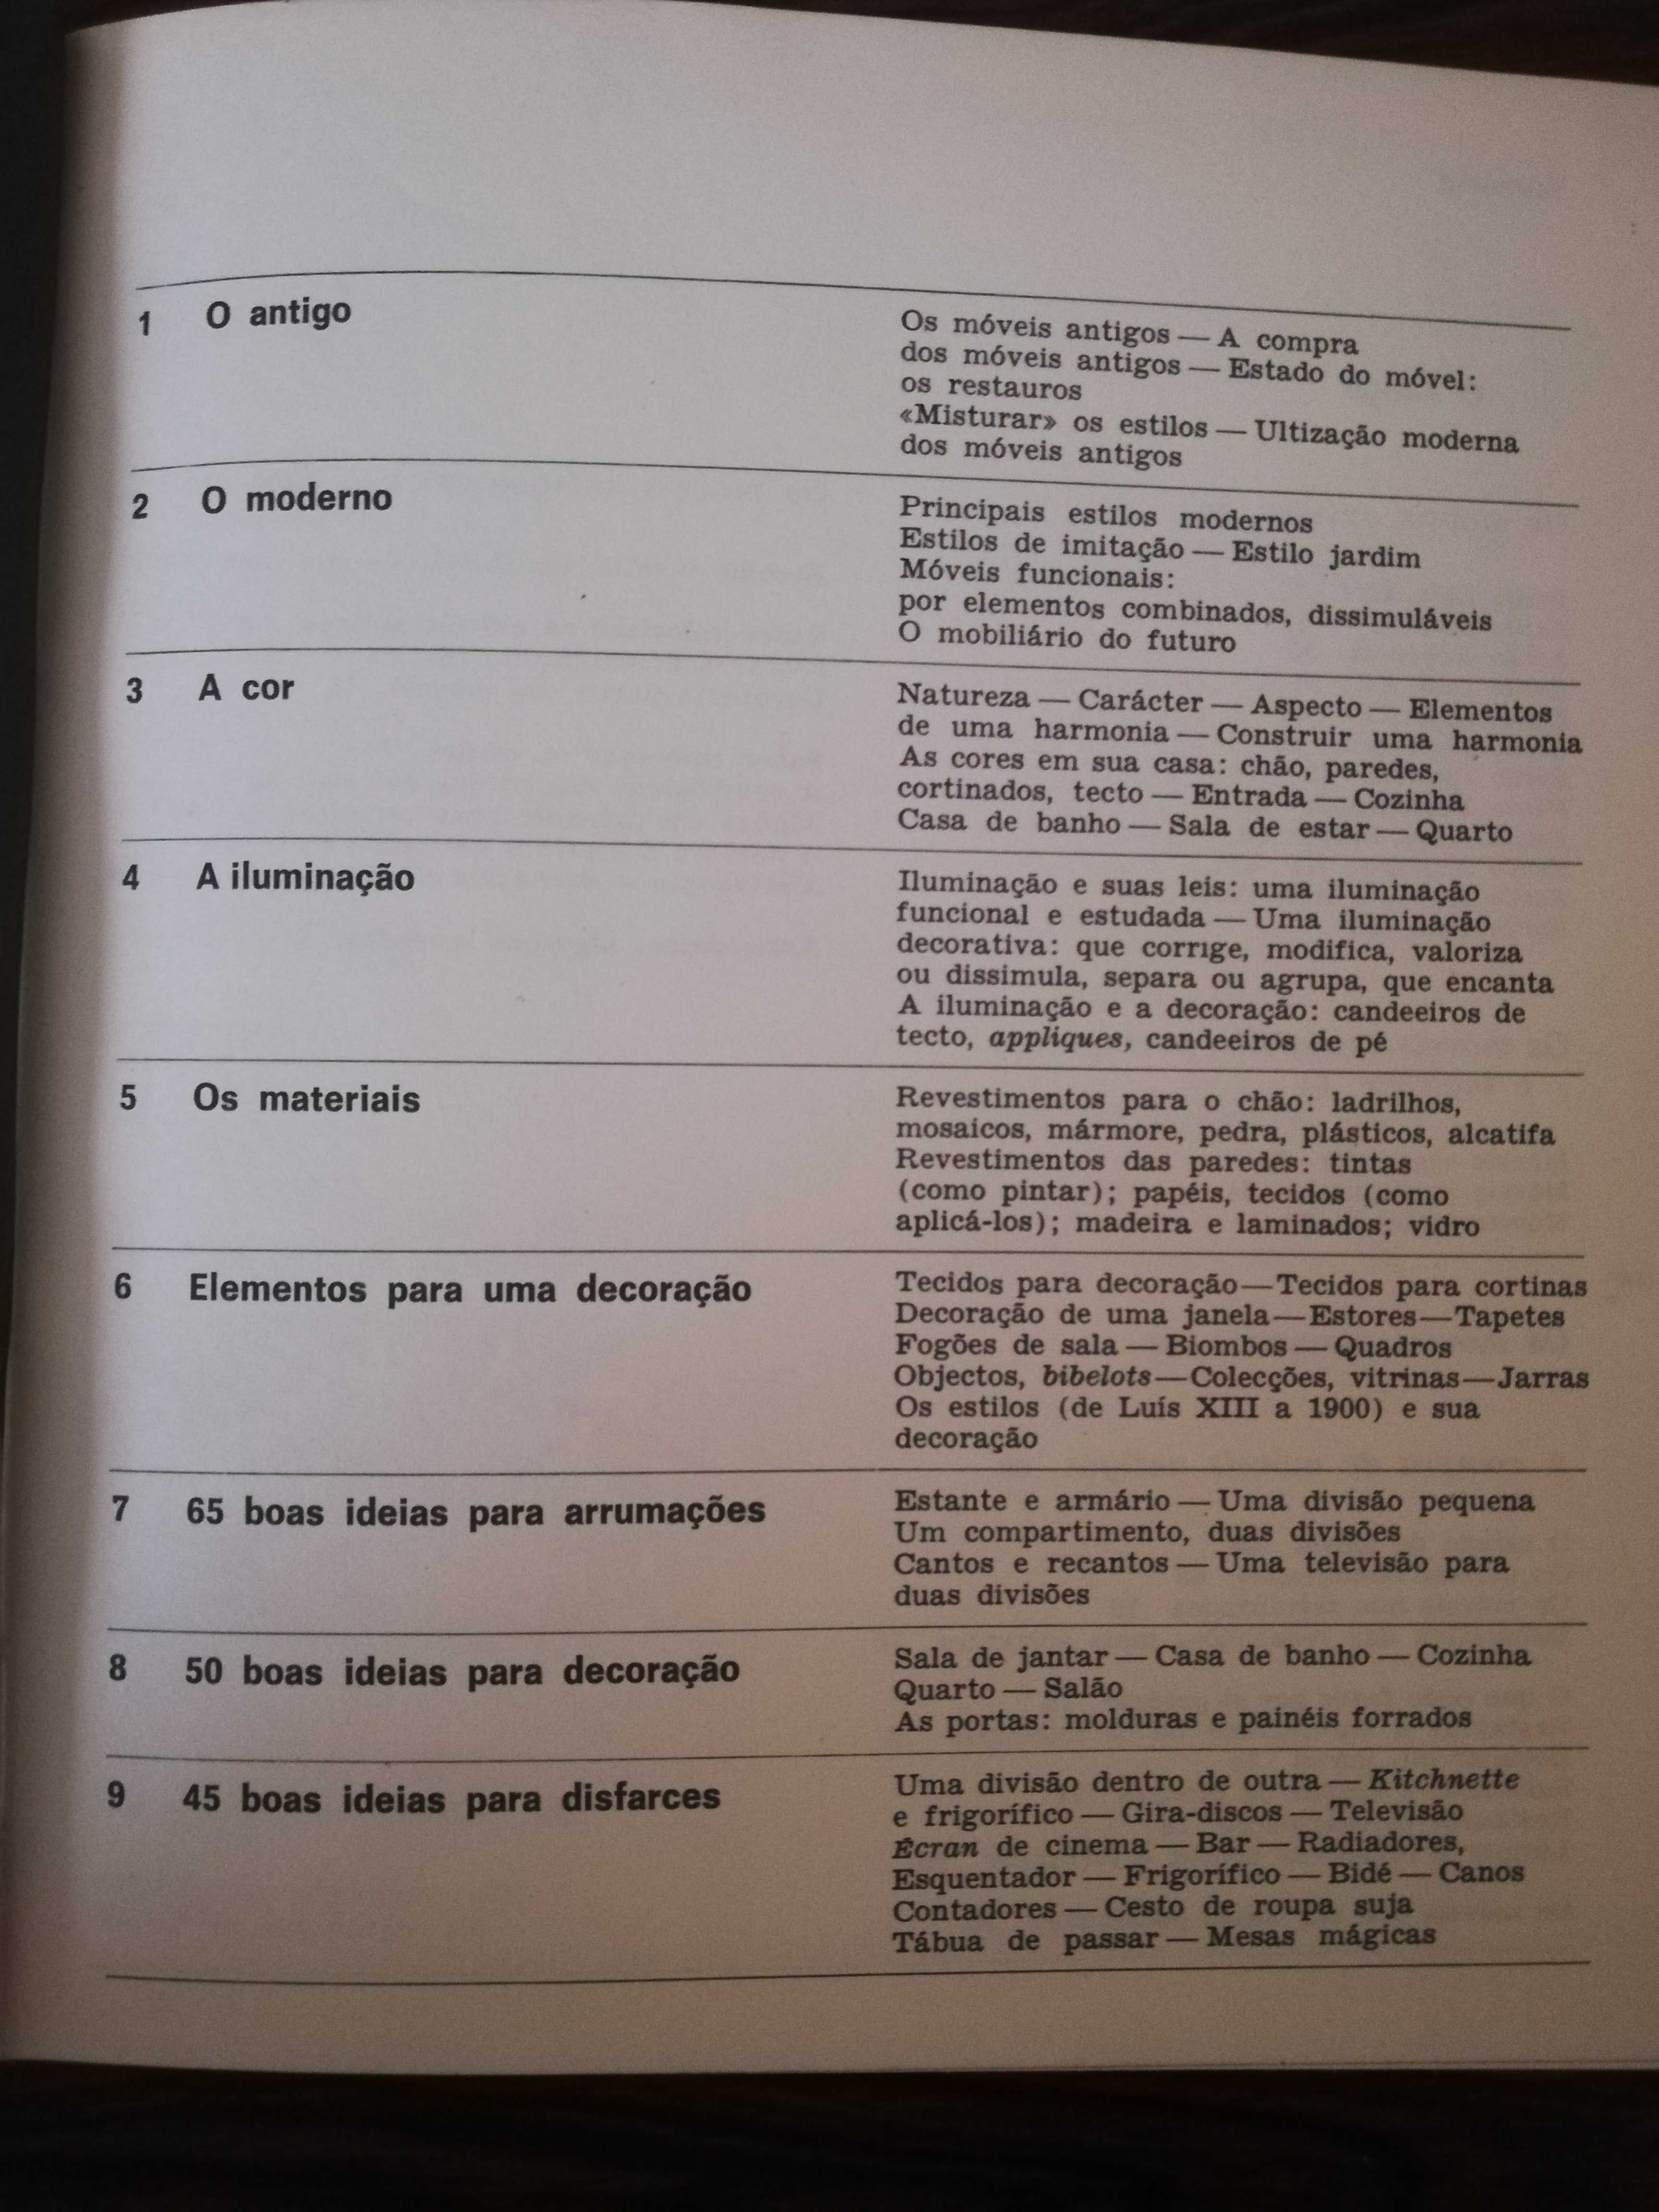 1 O antigo
Os móveis antigos — A compra
dos móveis antigos — Estado do móvel:
os restauros
«Misturar» os estilos — Ultização moderna
dos móveis antigos
2 O moderno
Principais estilos modernos
Estilos de imitação — Estilo jardim
Móveis funcionais:
por elementos combinados, dissimuláveis
O mobiliário do futuro
3 A cor
Natureza — Carácter — Aspecto — Elementos
de uma harmonia — Construir uma harmonia
As cores em sua casa: chão, paredes,
cortinados, tecto — Entrada — Cozinha
Casa de banho — Sala de estar — Quarto
4 A iluminação
Iluminação e suas leis: uma iluminação
funcional e estudada — Uma iluminação
decorativa: que corrige, modifica, valoriza
ou dissimula, separa ou agrupa, que encanta
A iluminação e a decoração: candeeiros de
tecto, appliques, candeeiros de pé
5 Os materiais
Revestimentos para o chão: ladrilhos,
mosaicos, mármore, pedra, plásticos, alcatifa
Revestimentos das paredes: tintas
(como pintar); papéis, tecidos (como
aplicá-los); madeira e laminados; vidro
6 Elementos para uma decoração
Tecidos para decoração — Tecidos para cortinas
Decoração de uma janela — Estores — Tapetes
Fogões de sala — Biombos — Quadros
Objectos, bibelots — Colecções, vitrinas — Jarras
Os estilos (de Luís XIII a 1900) e sua
decoração
7 65 boas ideias para arrumações
Estante e armário — Uma divisão pequena
Um compartimento, duas divisões
Cantos e recantos — Uma televisão para
duas divisões
8 50 boas ideias para decoração
Sala de jantar — Casa de banho — Cozinha
Quarto — Salão
As portas: molduras e painéis forrados
9 45 boas ideias para disfarces
Uma divisão dentro de outra — Kitchnette
e frigorífico — Gira-discos — Televisão
Écran de cinema — Bar — Radiadores,
Esquentador — Frigorífico — Bidé — Canos
Contadores — Cesto de roupa suja
Tábua de passar — Mesas mágicas